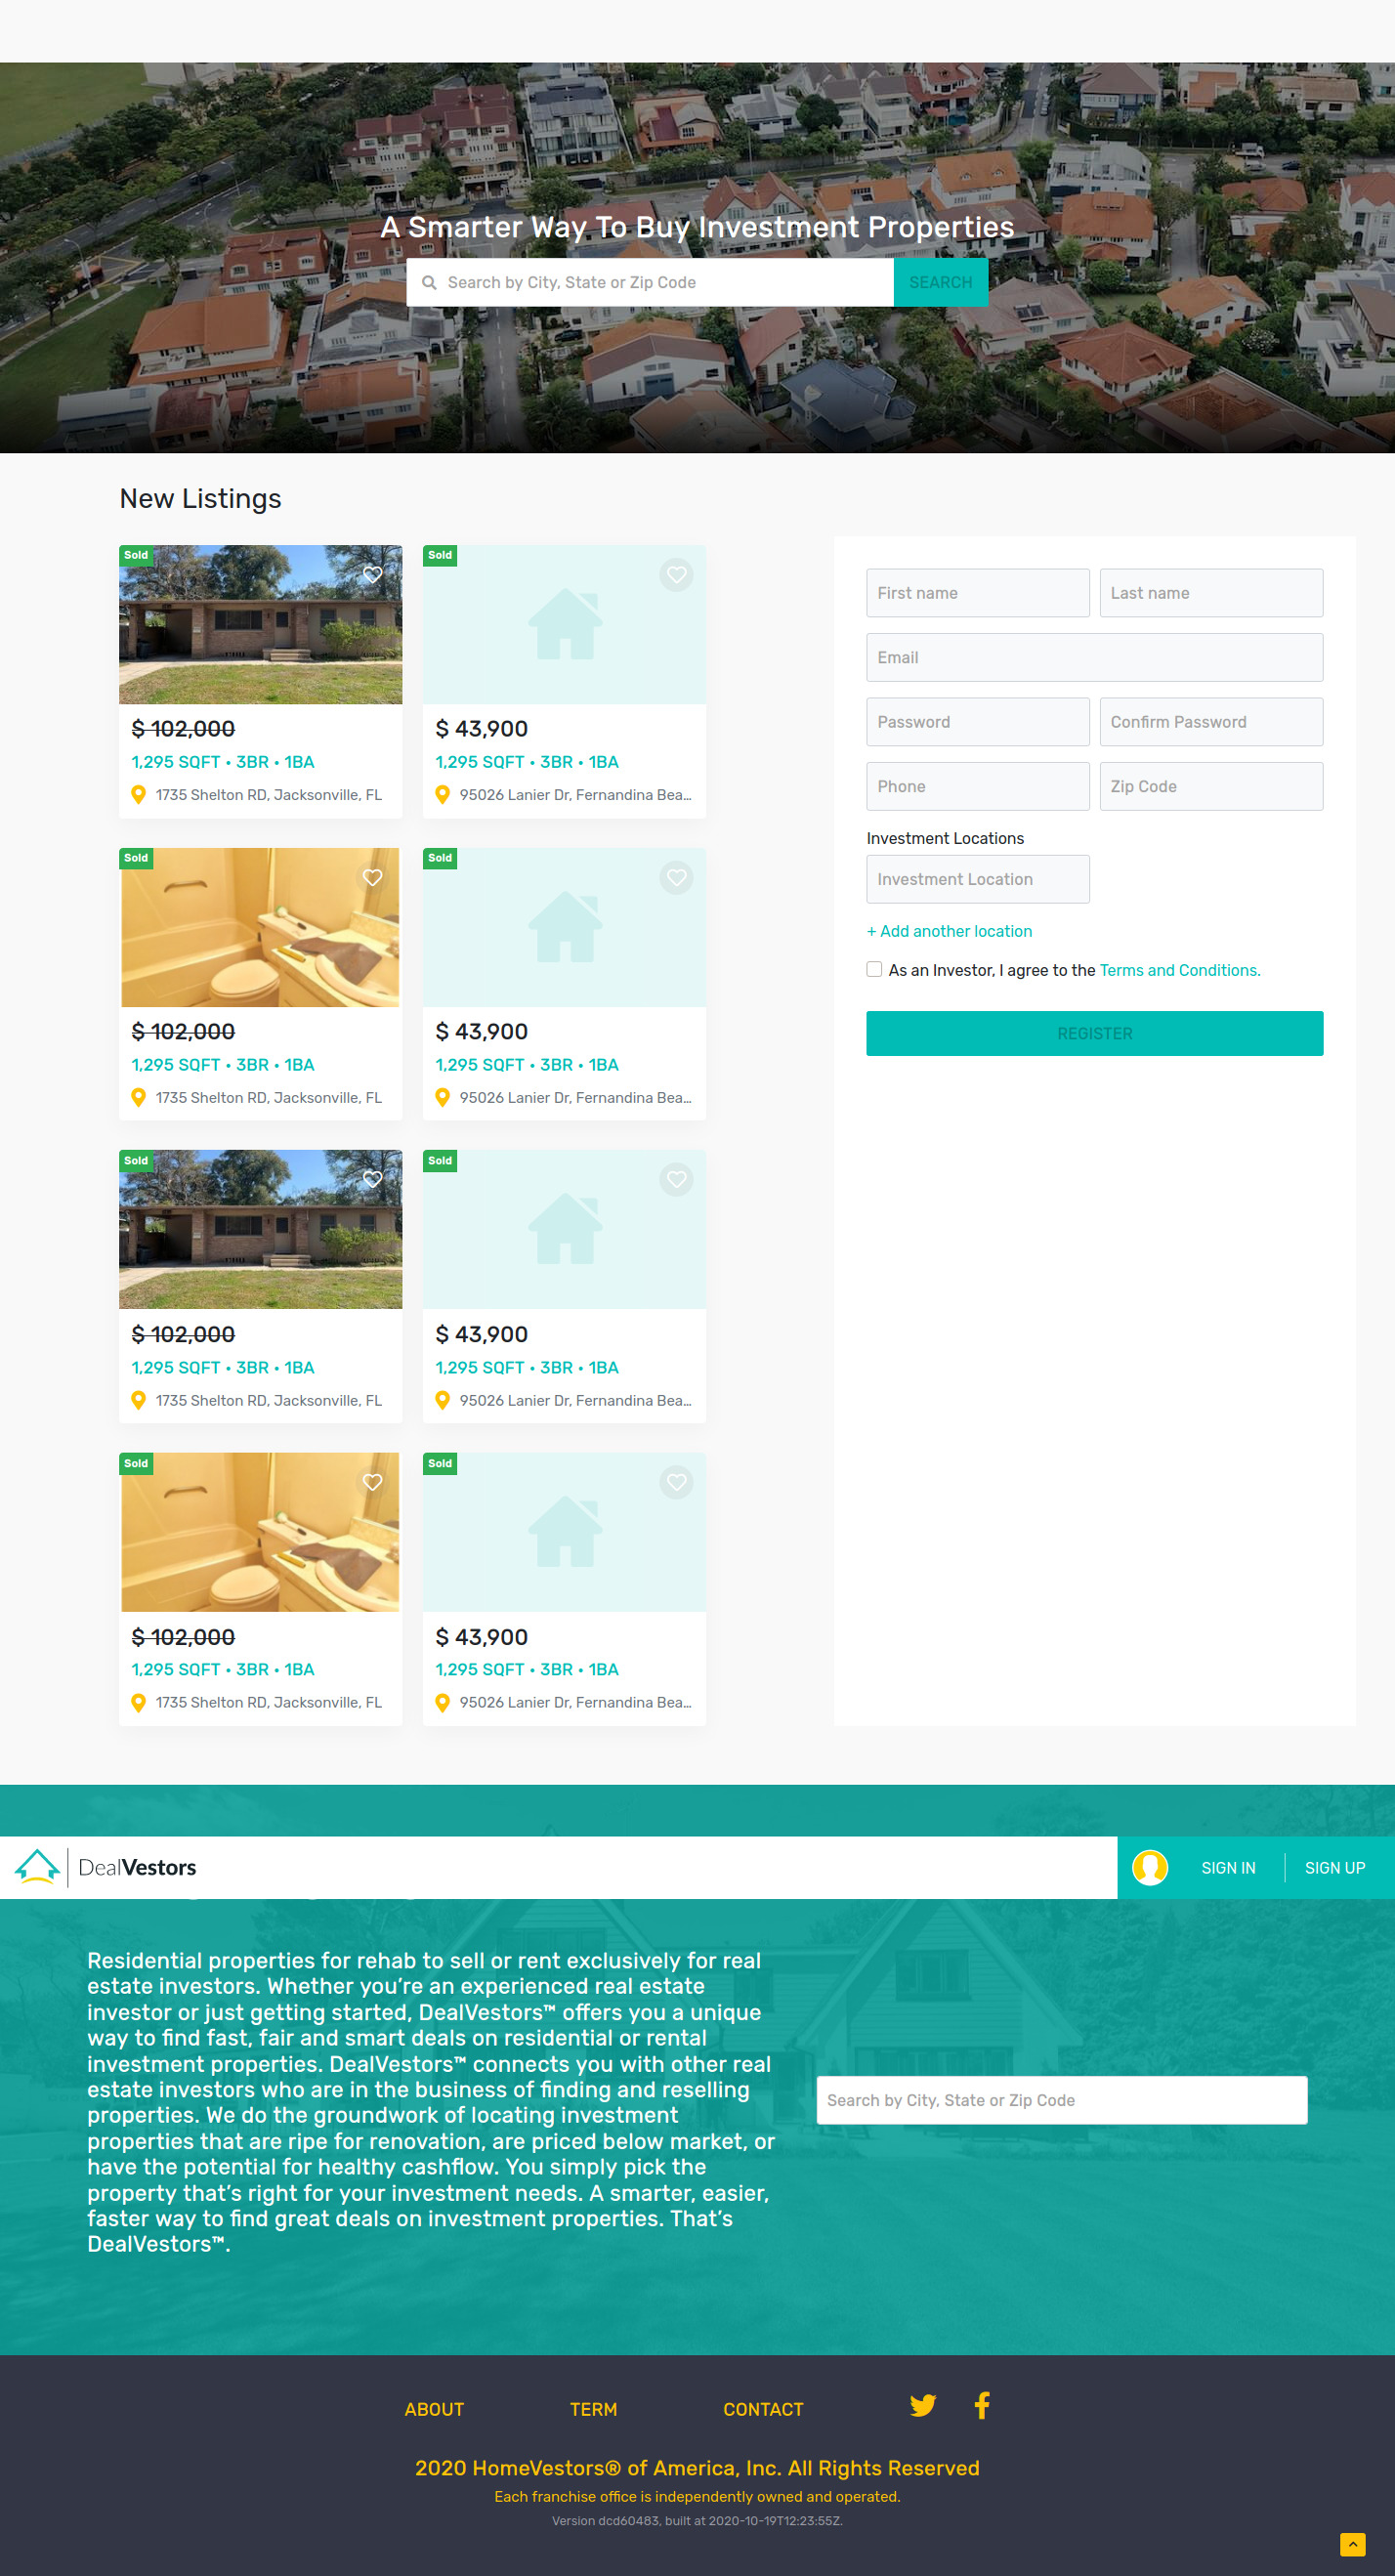 A Smarter Way To Buy Investment Properties
Search by City, State or Zip Code
SEARCH
New Listings
Sold
$ 102,000
1,295 SQFT • 3BR • 1BA
1735 Shelton RD, Jacksonville, FL
Sold
$ 43,900
1,295 SQFT • 3BR • 1BA
95026 Lanier Dr, Fernandina Bea...
Sold
$ 102,000
1,295 SQFT • 3BR • 1BA
1735 Shelton RD, Jacksonville, FL
Sold
$ 43,900
1,295 SQFT • 3BR • 1BA
95026 Lanier Dr, Fernandina Bea...
Sold
$ 102,000
1,295 SQFT • 3BR • 1BA
1735 Shelton RD, Jacksonville, FL
Sold
$ 43,900
1,295 SQFT • 3BR • 1BA
95026 Lanier Dr, Fernandina Bea...
Sold
$ 102,000
1,295 SQFT • 3BR • 1BA
1735 Shelton RD, Jacksonville, FL
Sold
$ 43,900
1,295 SQFT • 3BR • 1BA
95026 Lanier Dr, Fernandina Bea...
First name
Last name
Email
Password
Confirm Password
Phone
Zip Code
Investment Locations
Investment Location
+ Add another location
As an Investor, I agree to the Terms and Conditions.
REGISTER
DealVestors
SIGN IN
SIGN UP
Residential properties for rehab to sell or rent exclusively for real
estate investors. Whether you’re an experienced real estate
investor or just getting started, DealVestors™ offers you a unique
way to find fast, fair and smart deals on residential or rental
investment properties. DealVestors™ connects you with other real
estate investors who are in the business of finding and reselling
properties. We do the groundwork of locating investment
properties that are ripe for renovation, are priced below market, or
have the potential for healthy cashflow. You simply pick the
property that’s right for your investment needs. A smarter, easier,
faster way to find great deals on investment properties. That’s
DealVestors™.
Search by City, State or Zip Code
ABOUT
TERM
CONTACT
2020 HomeVestors® of America, Inc. All Rights Reserved
Each franchise office is independently owned and operated.
Version dcd60483, built at 2020-10-19T12:23:55Z.